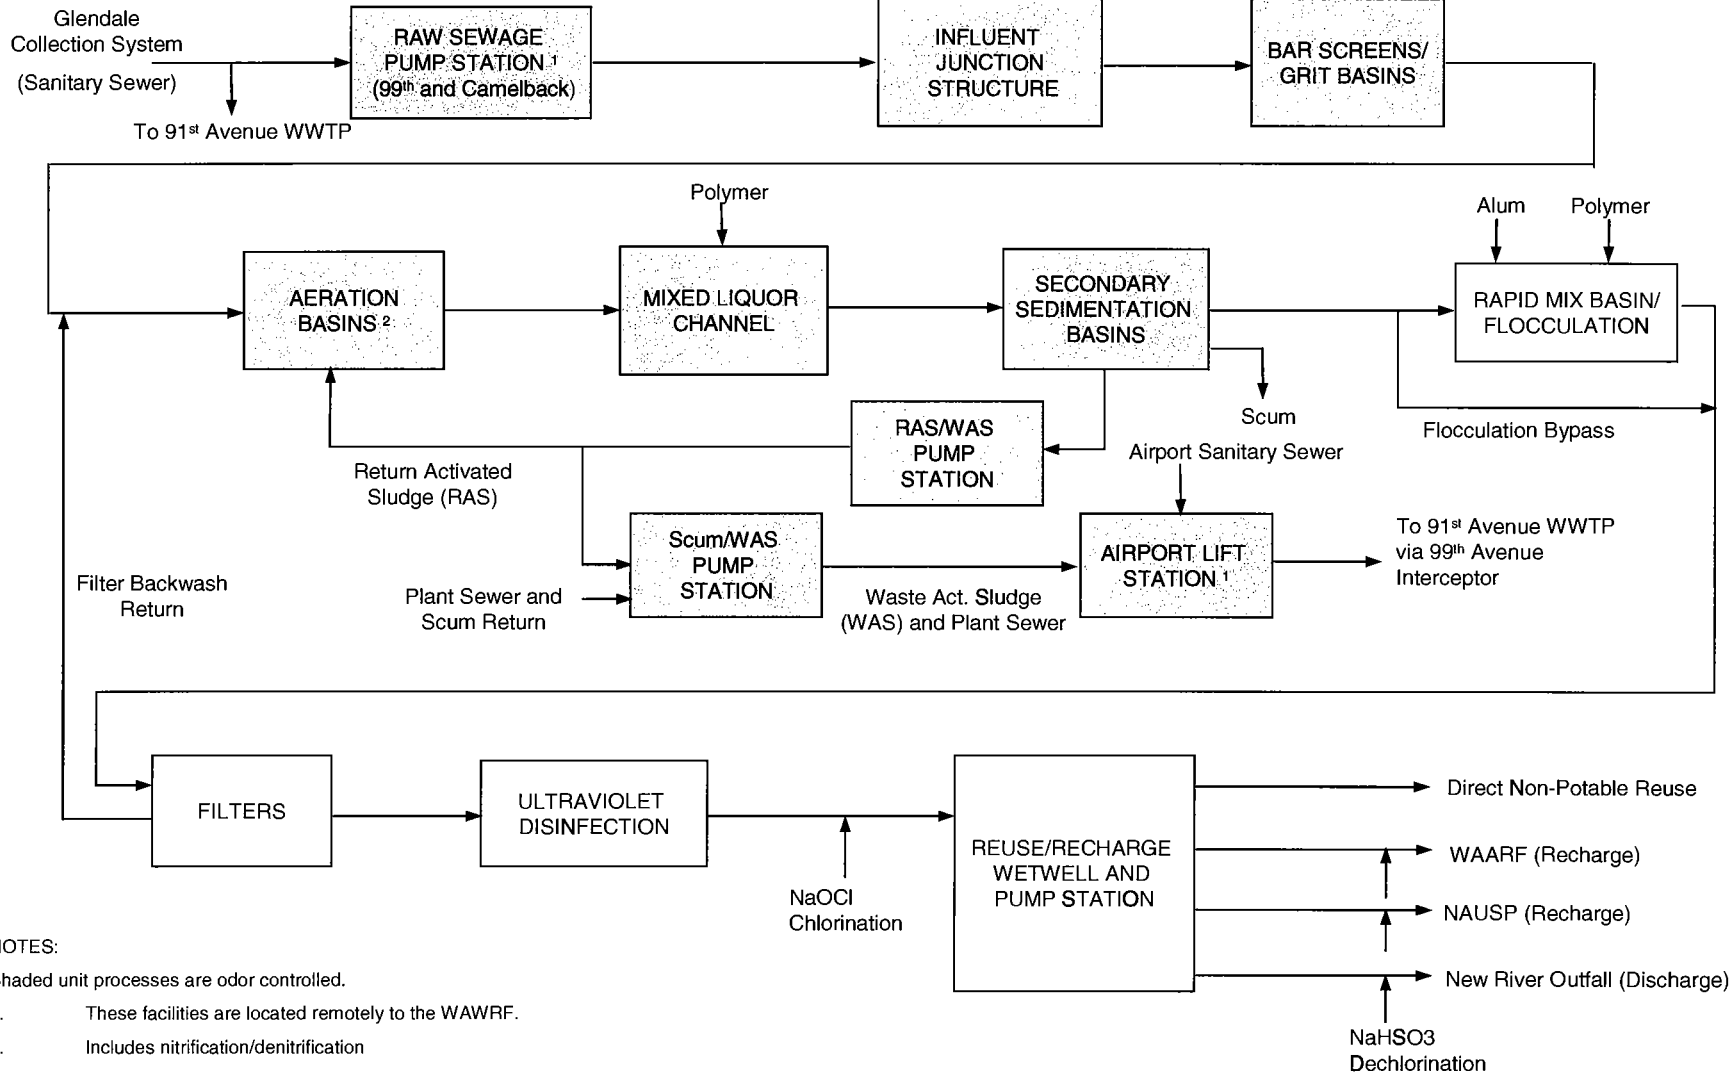 Glendale
Collection System
(Sanitary Sewer)
To 91st Avenue WWTP
RAW SEWAGE
PUMP STATION 1
(99th and Camelback)
INFLUENT
JUNCTION
STRUCTURE
BAR SCREENS/
GRIT BASINS
Polymer
Alum
Polymer
AERATION
BASINS 2
MIXED LIQUOR
CHANNEL
SECONDARY
SEDIMENTATION
BASINS
RAPID MIX BASIN/
FLOCCULATION
Scum
Flocculation Bypass
RAS/WAS
PUMP
STATION
Airport Sanitary Sewer
Return Activated
Sludge (RAS)
Scum/WAS
PUMP
STATION
AIRPORT LIFT
STATION 1
To 91st Avenue WWTP
via 99th Avenue
Interceptor
Filter Backwash
Return
Plant Sewer and
Scum Return
Waste Act. Sludge
(WAS) and Plant Sewer
FILTERS
ULTRAVIOLET
DISINFECTION
NaOCl
Chlorination
REUSE/RECHARGE
WETWELL AND
PUMP STATION
Direct Non-Potable Reuse
WAARF (Recharge)
NAUSP (Recharge)
New River Outfall (Discharge)
NaHSO3
Dechlorination
OTES:
haded unit processes are odor controlled.
. These facilities are located remotely to the WAWRF.
. Includes nitrification/denitrification